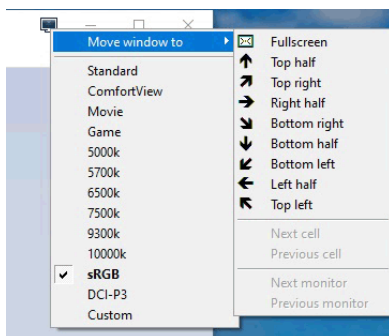 Move window to
Standard
ComfortView
Movie
Game
5000k
5700k
6500k
7500k
9300k
10000k
sRGB
DCI-P3
Custom
Fullscreen
Top half
Top right
Right half
Bottom right
Bottom half
Bottom left
Left half
Top left
Next cell
Previous cell
Next monitor
Previous monitor